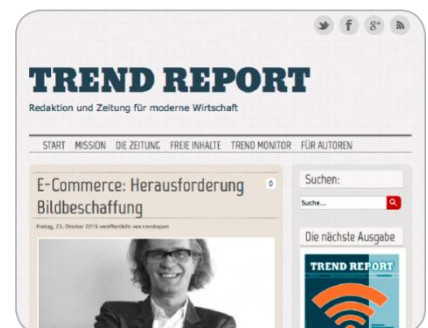 TREND REPORT
Redaktion und Zeitung für moderne Wirtschaft
START MISSION DIE ZEITUNG FREIE INHALTE TREND MONITOR FÜR AUTOREN
E-Commerce: Herausforderung
Bildbeschaffung
0
Freitag, 23. Oktober 2015 veröffentlicht von trendreport
Suchen:
Suche...
Die nächste Ausgabe
TREND REPORT